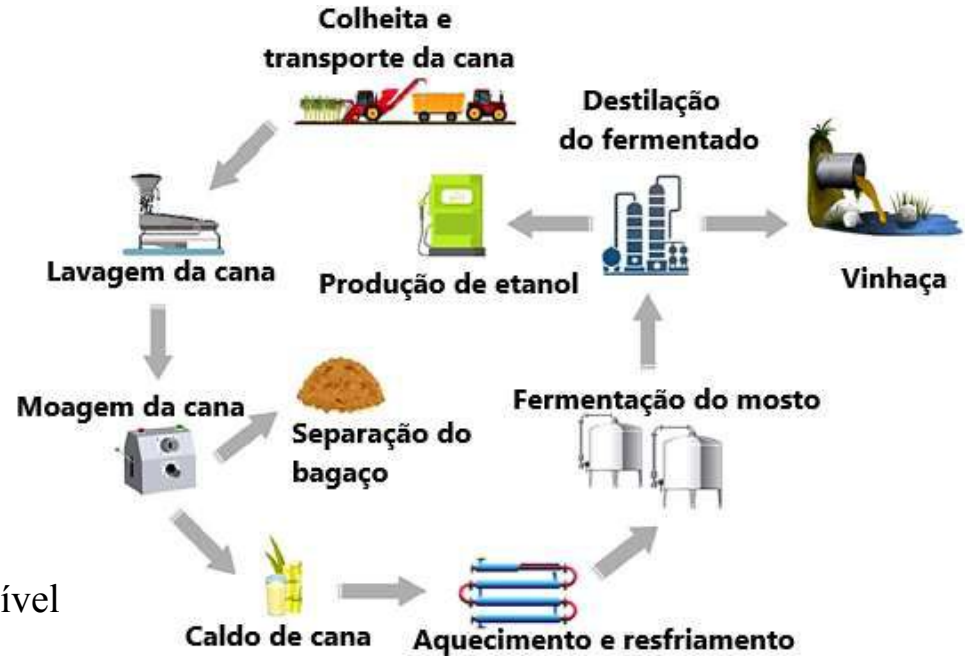 Colheita e
transporte da cana
Destilação
do fermentado
Lavagem da cana
Produção de etanol
Vinhaça
Moagem da cana
Separação do
bagaço
Fermentação do mosto
ível
Caldo de cana
Aquecimento e resfriamento